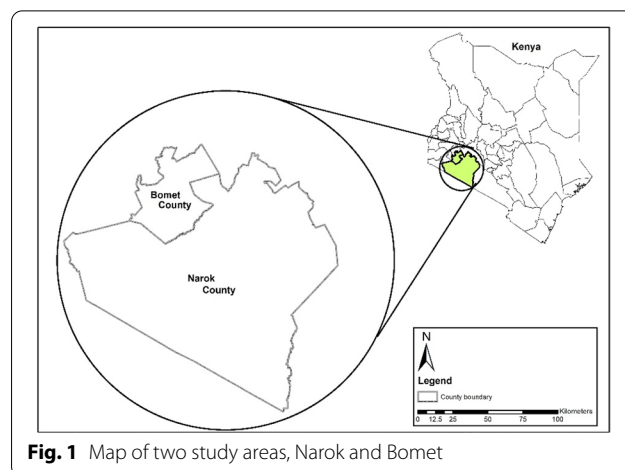 Kenya
Bomet
County
Narok
County
N
Legend
County boundary
Kilometers
0 12.5 25 50 75 100
Fig. 1 Map of two study areas, Narok and Bomet